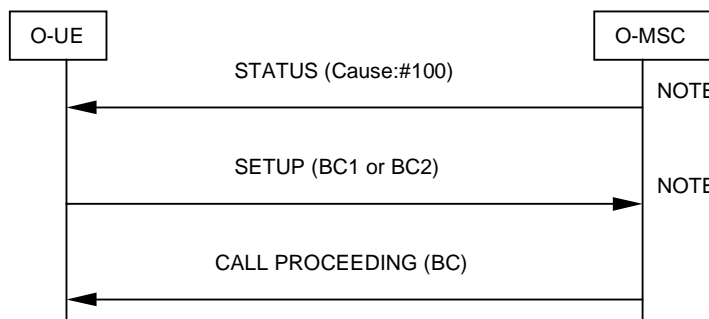 O-UE
O-MSC
STATUS (Cause:#100)
NOTE
SETUP (BC1 or BC2)
NOTE
CALL PROCEEDING (BC)